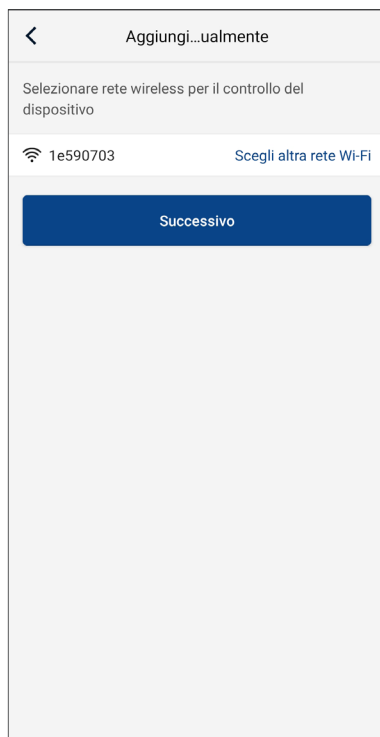 Aggiungi...ualmente
Selezionare rete wireless per il controllo del
dispositivo
1e590703 Scegli altra rete Wi-Fi
Successivo